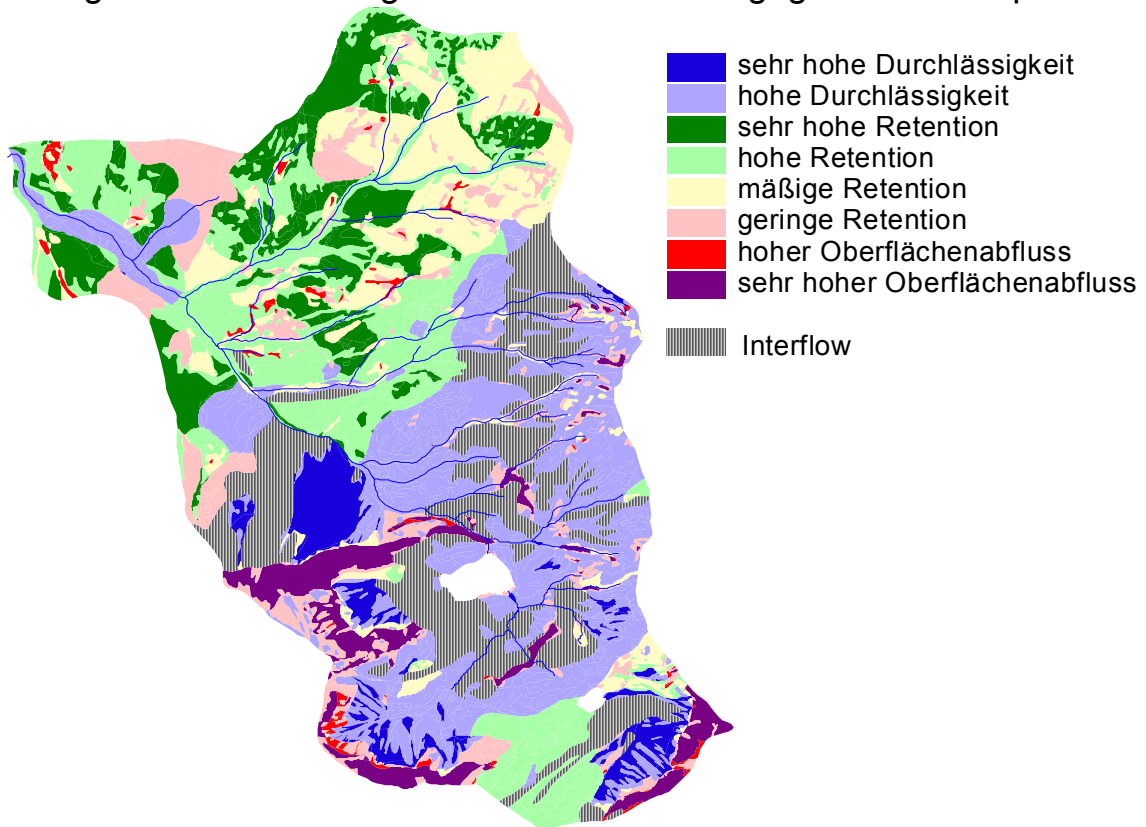 sehr hohe Durchlässigkeit
hohe Durchlässigkeit
sehr hohe Retention
hohe Retention
mäßige Retention
geringe Retention
hoher Oberflächenabfluss
sehr hoher Oberflächenabfluss
Interflow